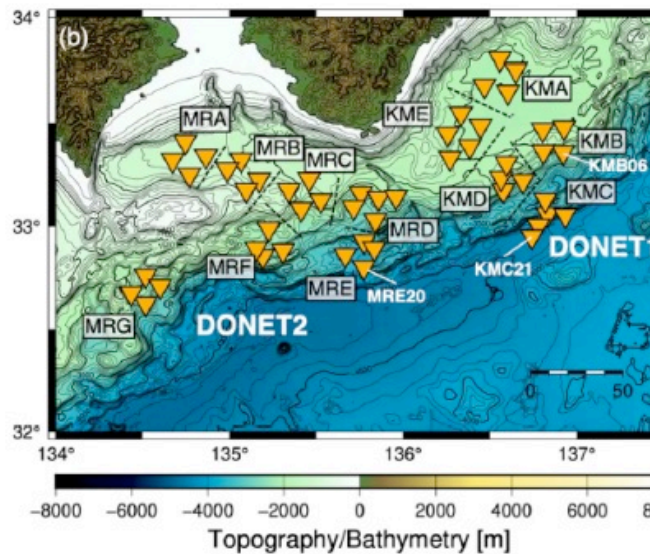 34°
(b)
KMA
KME
MRA
MRB
KMB
MRC
KMB06
KMD
KMC
33°
MRD
DONET1
MRF
KMC21
MRE
MRE20
MRG
DONET2
0 50
32°
134° 135° 136° 137°
−8000 −6000 −4000 −2000 0 2000 4000 6000
Topography/Bathymetry [m]